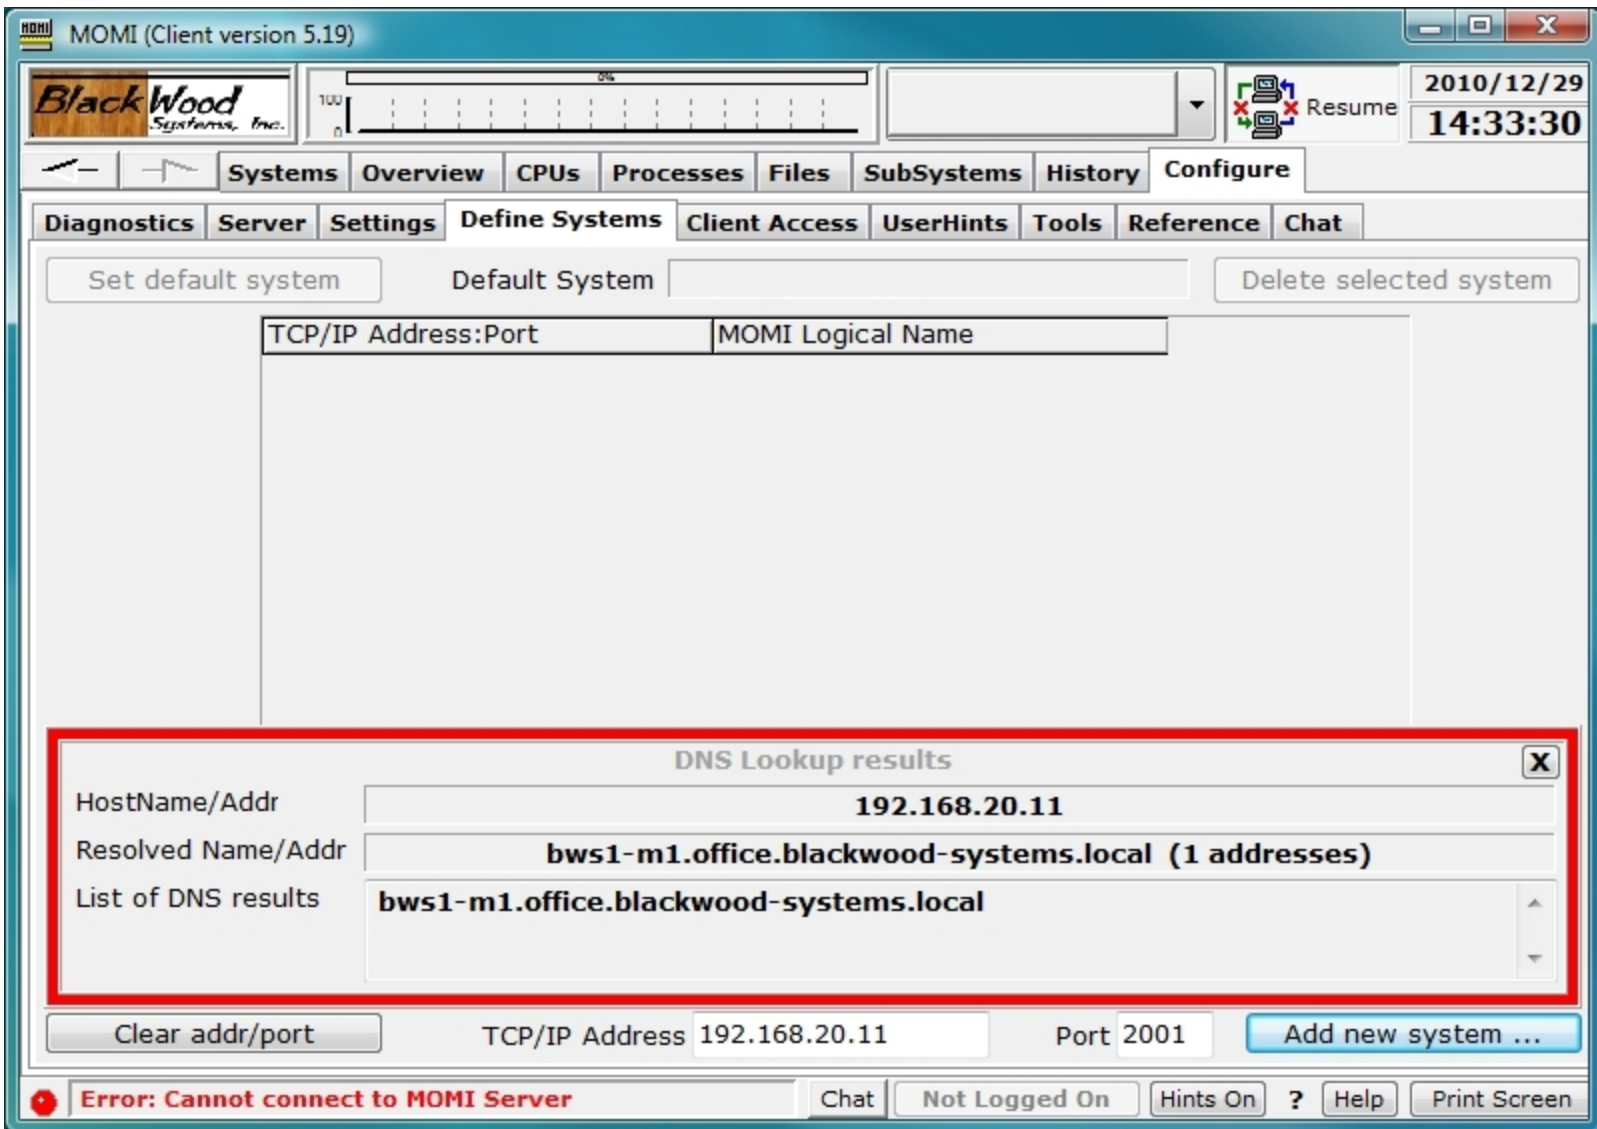 MOMI
MOMI (Client version 5.19)
BlackWood
Systems, Inc.
0%
100
0
Resume
2010/12/29
14:33:30
Systems Overview CPUs Processes Files SubSystems History Configure
Diagnostics Server Settings Define Systems Client Access UserHints Tools Reference Chat
Set default system Default System Delete selected system
TCP/IP Address:Port MOMI Logical Name
DNS Lookup results X
HostName/Addr 192.168.20.11
Resolved Name/Addr bws1-m1.office.blackwood-systems.local (1 addresses)
List of DNS results bws1-m1.office.blackwood-systems.local
Clear addr/port TCP/IP Address 192.168.20.11 Port 2001 Add new system ...
Error: Cannot connect to MOMI Server Chat Not Logged On Hints On ? Help Print Screen